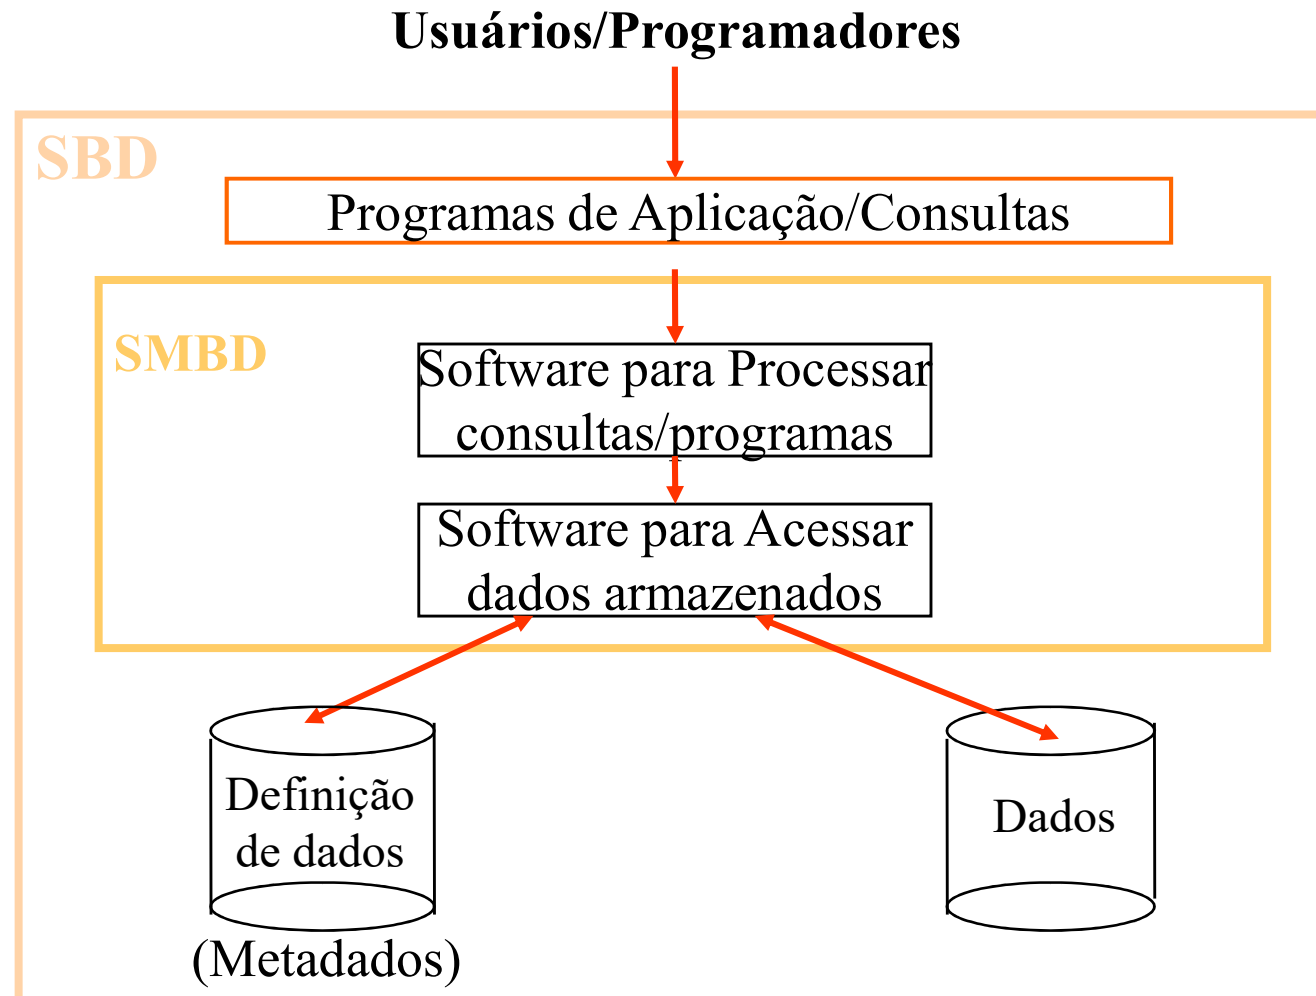 Usuários/Programadores
SBD
Programas de Aplicação/Consultas
SMBD
Software para Processar
consultas/programas
Software para Acessar
dados armazenados
Definição
de dados
(Metadados)
Dados